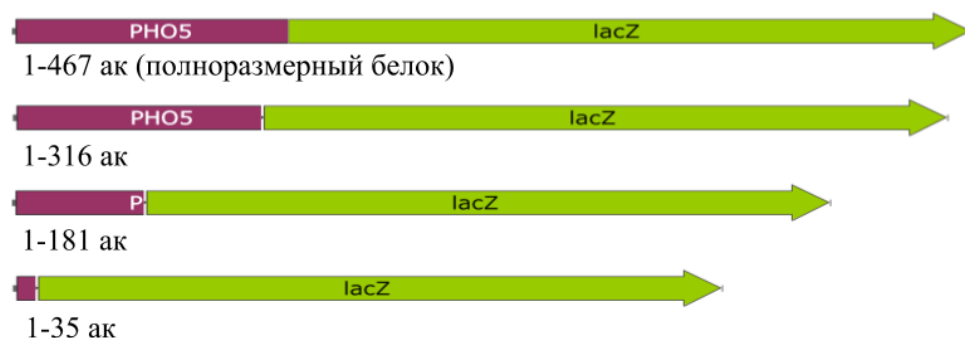 PHO5 lacZ
1-467 ак (полноразмерный белок)
PHO5 lacZ
1-316 ак
P lacZ
1-181 ак
lacZ
1-35 ак